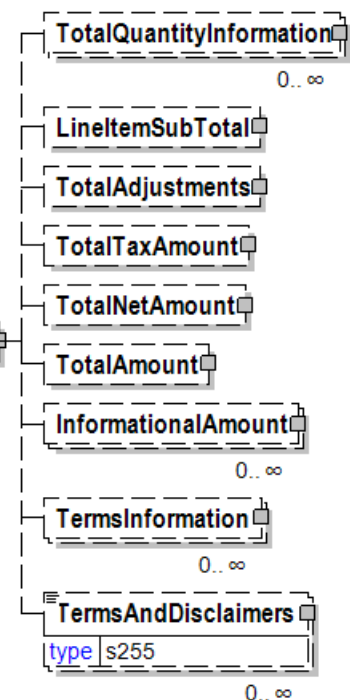 TotalQuantityInformation
0.. ∞
LineItemSubTotal
TotalAdjustments
TotalTaxAmount
TotalNetAmount
TotalAmount
InformationalAmount
0.. ∞
TermsInformation
0.. ∞
TermsAndDisclaimers
type s255
0.. ∞